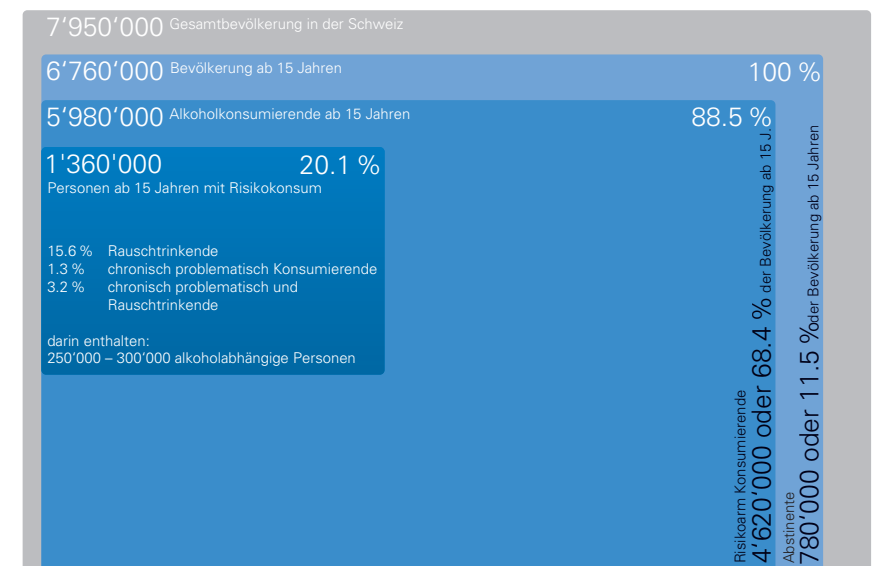 7‘950‘000 Gesamtbevölkerung in der Schweiz
6‘760‘000 Bevölkerung ab 15 Jahren 100 %
5‘980‘000 Alkoholkonsumierende ab 15 Jahren 88.5 %
1'360'000 20.1 %
Personen ab 15 Jahren mit Risikokonsum
15.6 % Rauschtrinkende
1.3 % chronisch problematisch Konsumierende
3.2 % chronisch problematisch und
Rauschtrinkende
darin enthalten:
250‘000 – 300‘000 alkoholabhängige Personen
Risikoarm Konsumierende
4‘620‘000 oder 68.4 % der Bevölkerung ab 15 J.
Abstinente
780‘000 oder 11.5 %oder Bevölkerung ab 15 Jahren